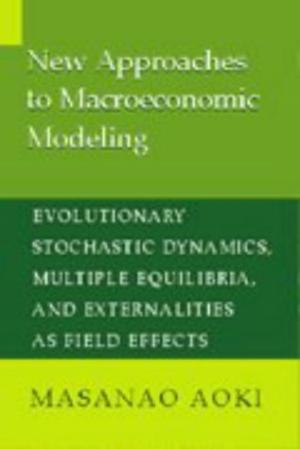 New Approaches
to Macroeconomic
Modeling
EVOLUTIONARY
STOCHASTIC DYNAMICS,
MULTIPLE EQUILIBRIA,
AND EXTERNALITIES
AS FIELD EFFECTS
MASANAO AOKI